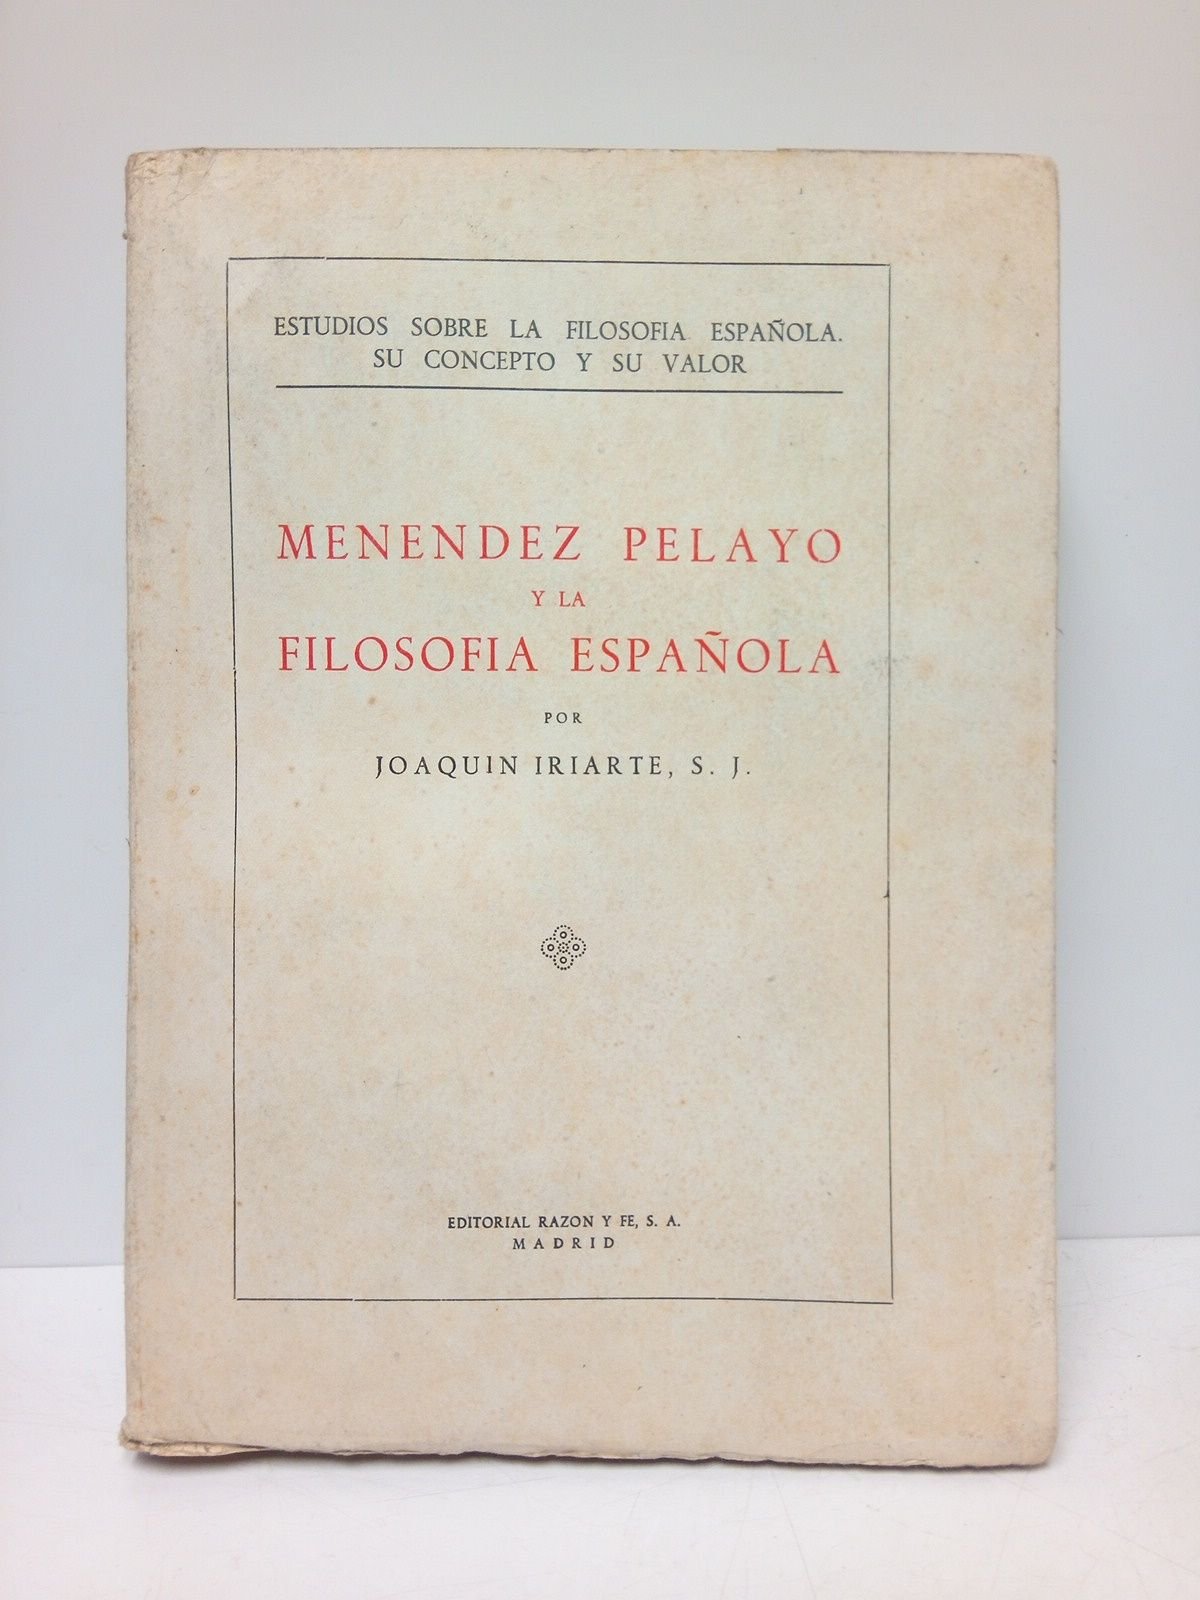 ESTUDIOS SOBRE LA FILOSOFIA ESPAÑOLA.
SU CONCEPTO Y SU VALOR
MENENDEZ PELAYO
Y LA
FILOSOFIA ESPAÑOLA
POR
JOAQUIN IRIARTE, S. J.
EDITORIAL RAZON Y FE, S. A.
MADRID